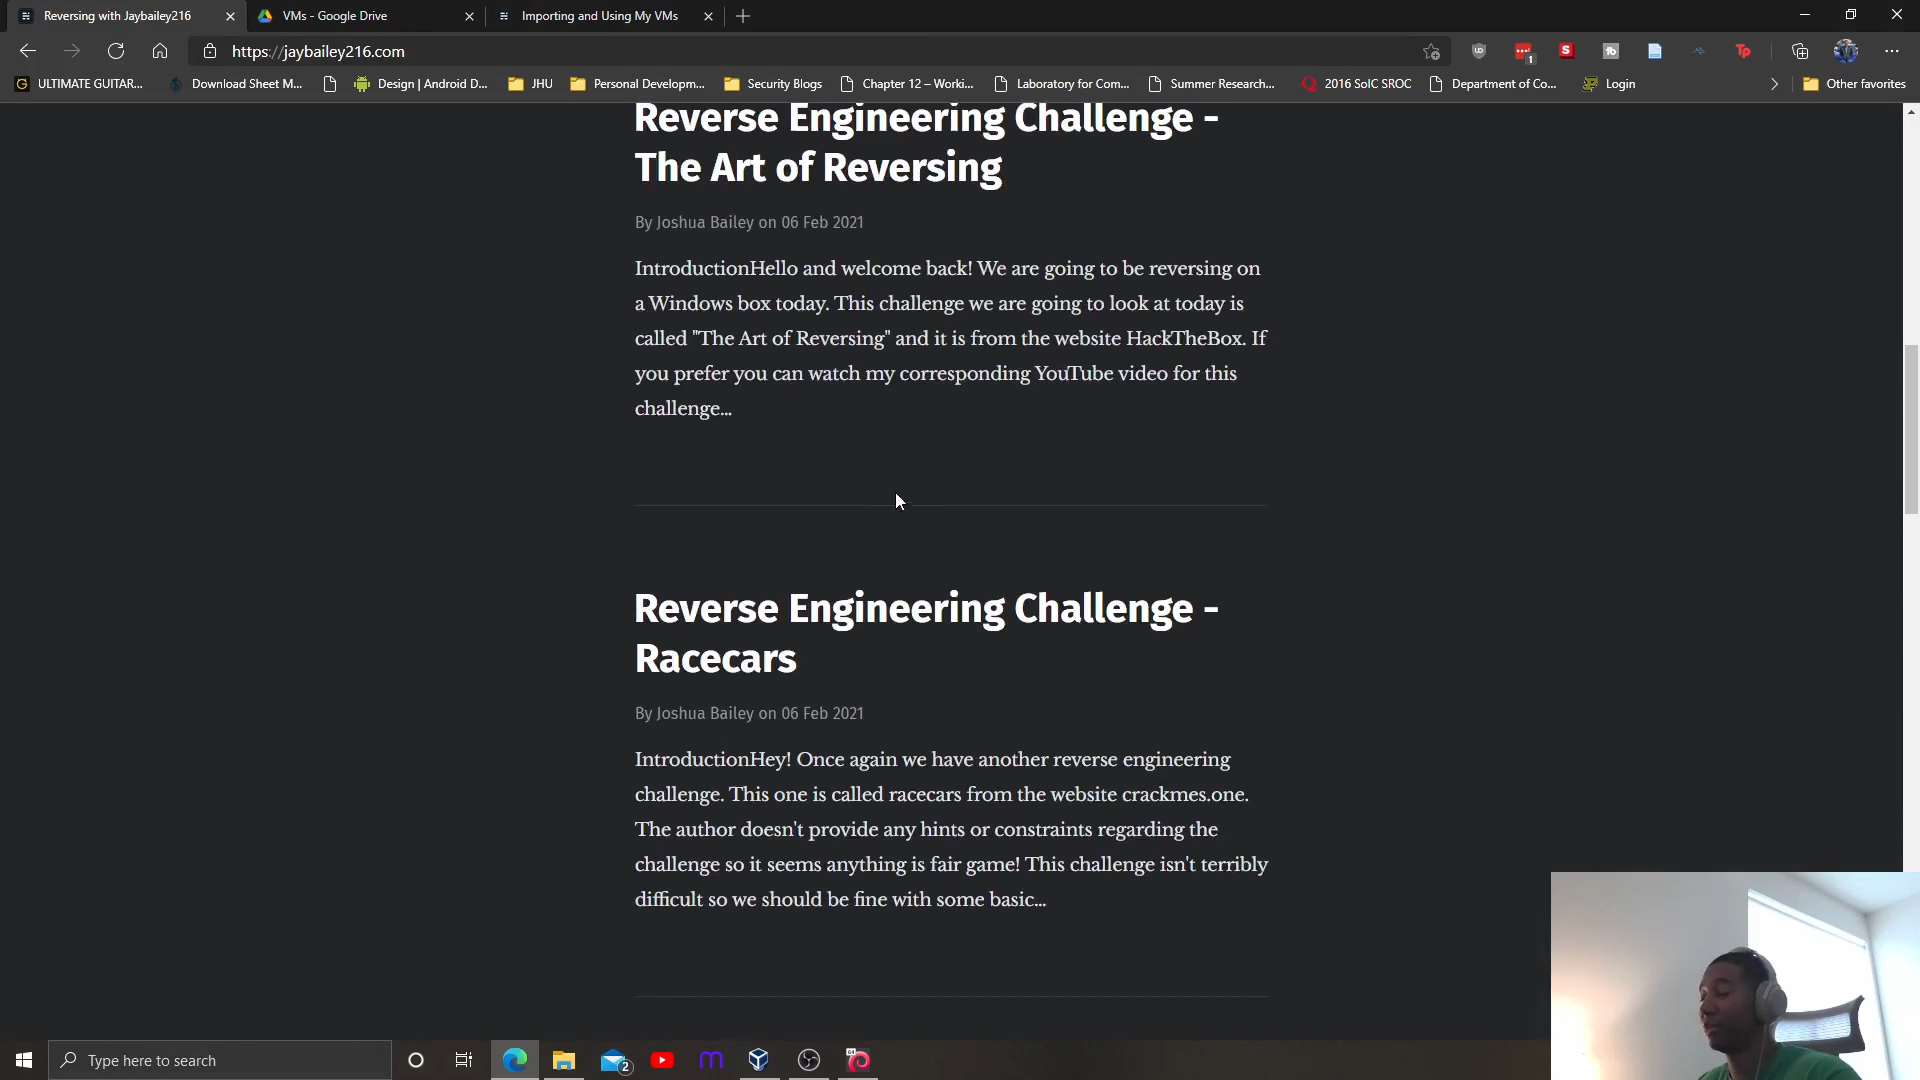 Reversing with Jaybailey216
VMs - Google Drive
Importing and Using My VMs
https://jaybailey216.com
1
ULTIMATE GUITAR...
Download Sheet M...
Design | Android D...
JHU
Personal Developm...
Security Blogs
Chapter 12 – Worki...
Laboratory for Com...
Summer Research...
2016 SoIC SROC
Department of Co...
Login
Other favorites
Reverse Engineering Challenge -
The Art of Reversing
By Joshua Bailey on 06 Feb 2021
IntroductionHello and welcome back! We are going to be reversing on
a Windows box today. This challenge we are going to look at today is
called "The Art of Reversing" and it is from the website HackTheBox. If
you prefer you can watch my corresponding YouTube video for this
challenge...
Reverse Engineering Challenge -
Racecars
By Joshua Bailey on 06 Feb 2021
IntroductionHey! Once again we have another reverse engineering
challenge. This one is called racecars from the website crackmes.one.
The author doesn't provide any hints or constraints regarding the
challenge so it seems anything is fair game! This challenge isn't terribly
difficult so we should be fine with some basic...
Type here to search
2
64